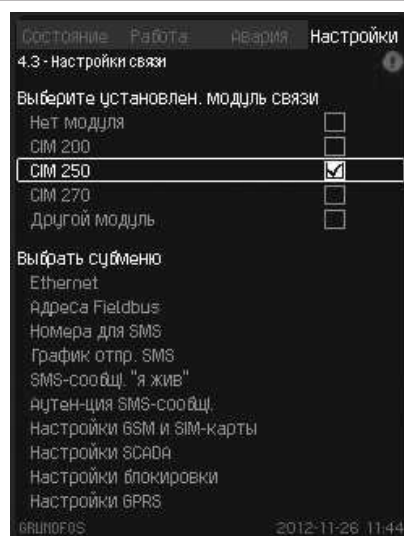 Состояние Работа Авария Настройки
4.3 - Настройки связи
Выберите установлен. модуль связи
Нет модуля
CIM 200
CIM 250
CIM 270
Другой модуль
Выбрать субменю
Ethernet
Адреса Fieldbus
Номера для SMS
График отпр. SMS
SMS-сообщ. "я жив"
Аутен-ция SMS-сообщ.
Настройки GSM и SIM-карты
Настройки SCADA
Настройки блокировки
Настройки GPRS
GRUNDFOS 2012-11-26 11:44